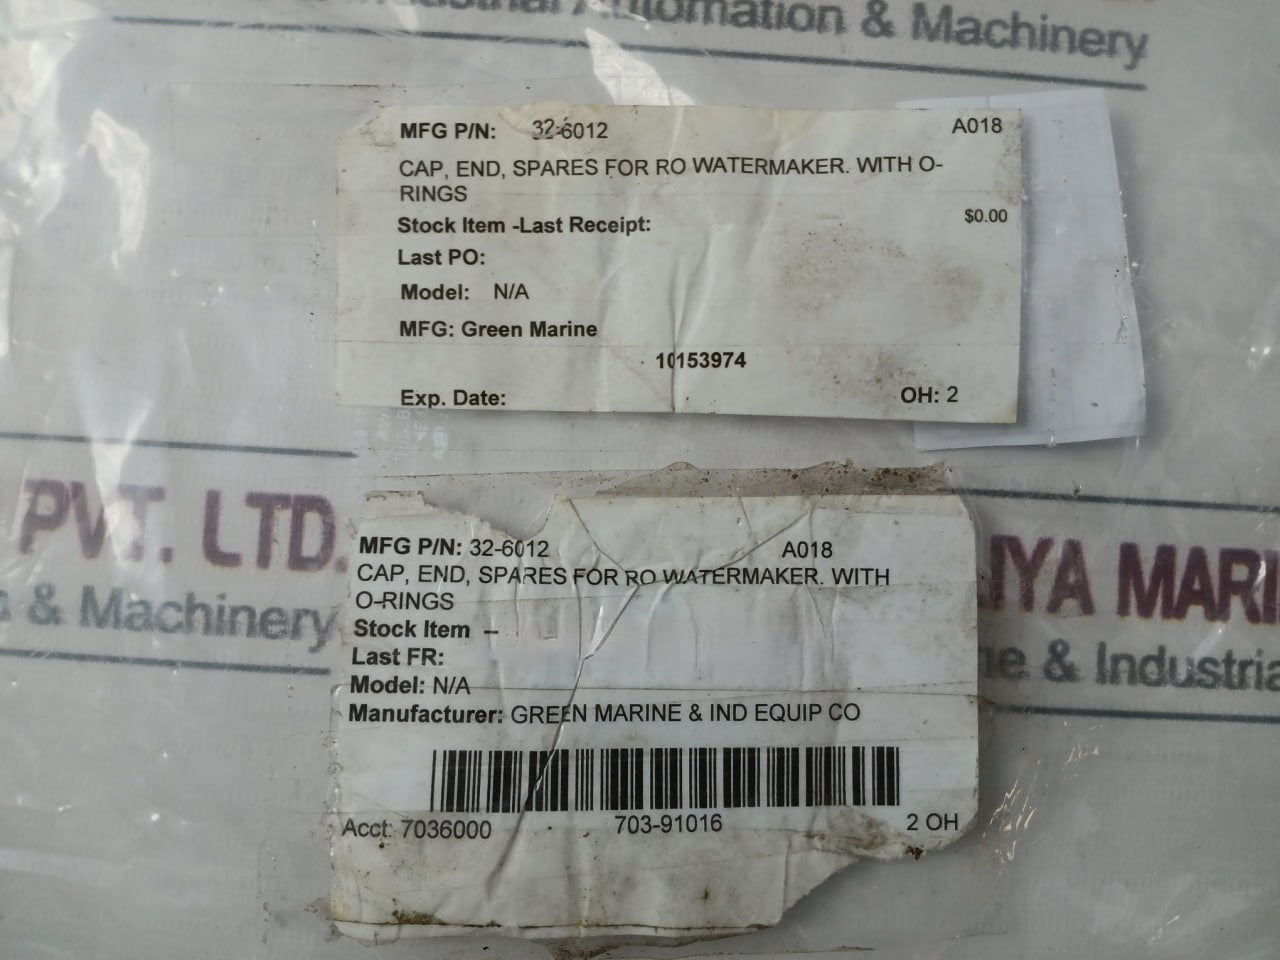 Automation & Machinery
MFG P/N: 32-6012 A018
CAP, END, SPARES FOR RO WATERMAKER. WITH O-
RINGS
Stock Item -Last Receipt: $0.00
Last PO:
Model: N/A
MFG: Green Marine
10153974
Exp. Date: OH: 2
PVT. LTD.
& Machinery
MFG P/N: 32-6012 A018
CAP, END, SPARES FOR RO WATERMAKER. WITH
O-RINGS
Stock Item --
Last FR:
Model: N/A
Manufacturer: GREEN MARINE & IND EQUIP CO
Acct: 7036000 703-91016 2 OH
IYA MARI
ne & Industria